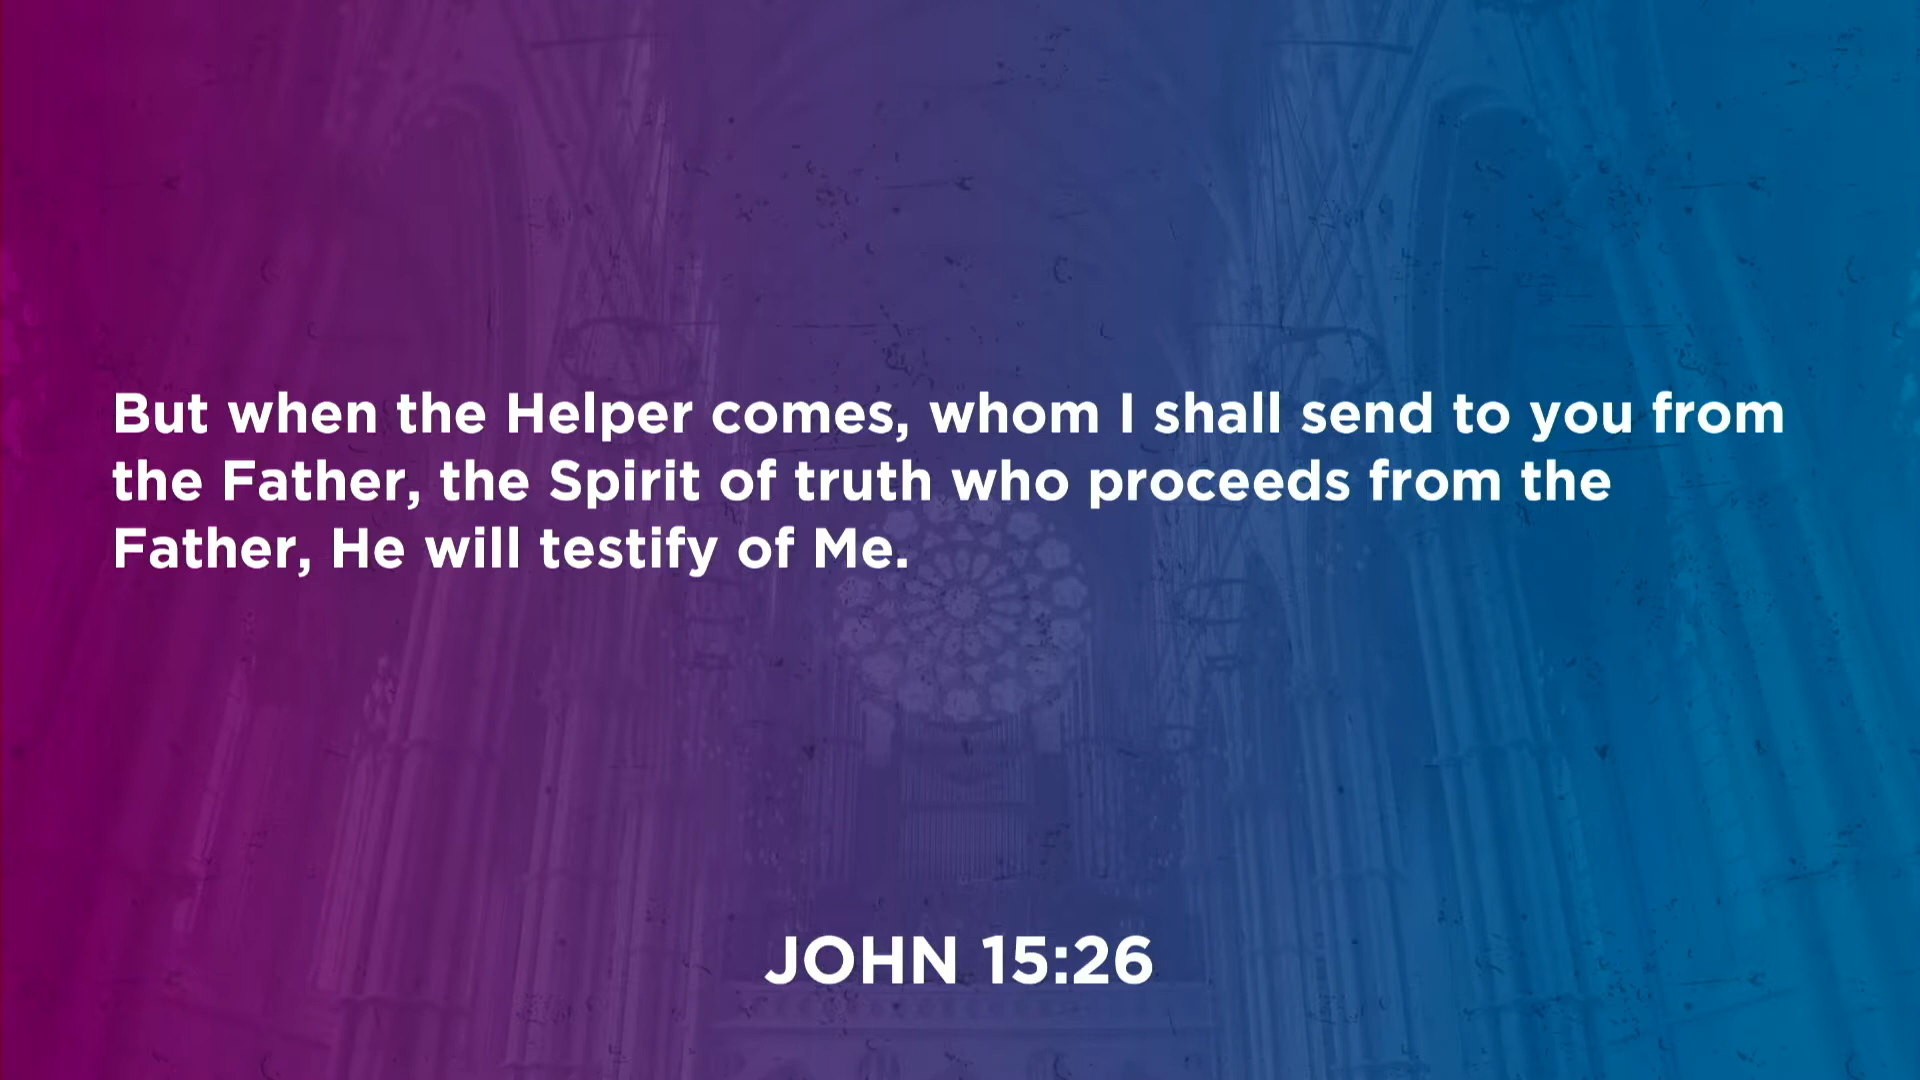 But when the Helper comes, whom I shall send to you from
the Father, the Spirit of truth who proceeds from the
Father, He will testify of Me.
JOHN 15:26